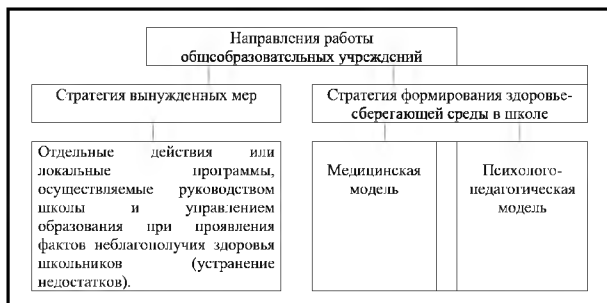 Направления работы
общеобразовательных учреждений
Стратегия вынужденных мер
Стратегия формирования здоровье-
сберегающей среды в школе
Отдельные действия или
локальные программы,
осуществляемые руководством
школы и управлением
образования при проявления
фактов неблагополучия здоровья
школьников (устранение
недостатков).
Медицинская
модель
Психолого-
педагогическая
модель